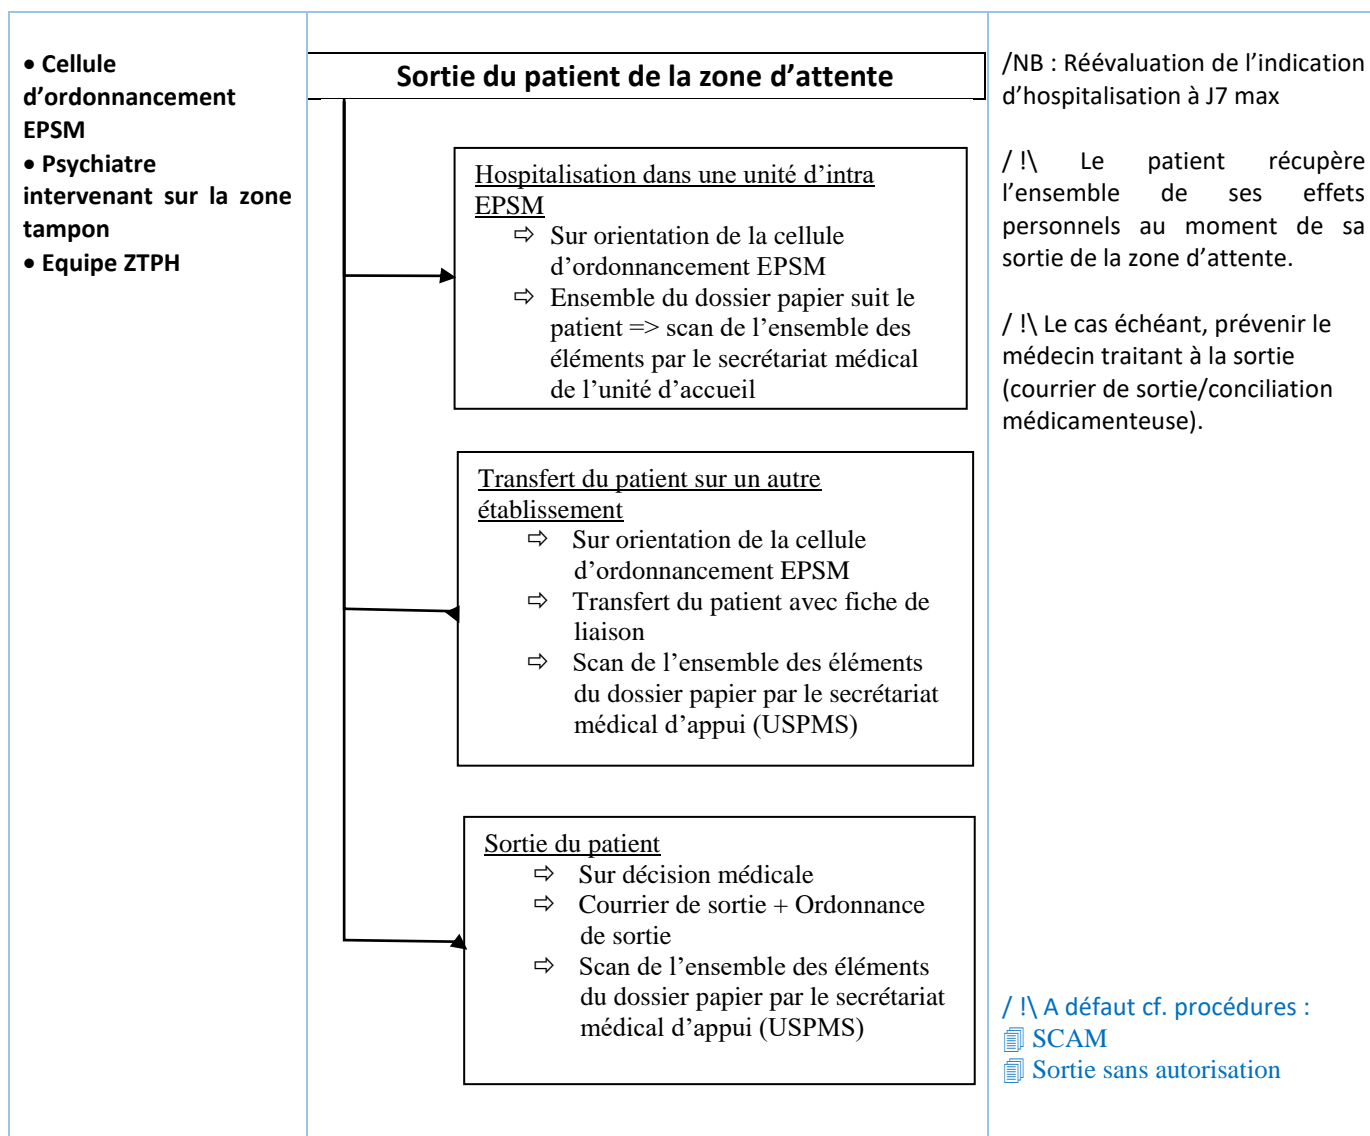 • Cellule
d’ordonnancement
EPSM
• Psychiatre
intervenant sur la zone
tampon
• Equipe ZTPH
Sortie du patient de la zone d’attente
Hospitalisation dans une unité d’intra
EPSM
⇨ Sur orientation de la cellule
d’ordonnancement EPSM
⇨ Ensemble du dossier papier suit le
patient => scan de l’ensemble des
éléments par le secrétariat médical
de l’unité d’accueil
Transfert du patient sur un autre
établissement
⇨ Sur orientation de la cellule
d’ordonnancement EPSM
⇨ Transfert du patient avec fiche de
liaison
⇨ Scan de l’ensemble des éléments
du dossier papier par le secrétariat
médical d’appui (USPMS)
Sortie du patient
⇨ Sur décision médicale
⇨ Courrier de sortie + Ordonnance
de sortie
⇨ Scan de l’ensemble des éléments
du dossier papier par le secrétariat
médical d’appui (USPMS)
/NB : Réévaluation de l’indication
d’hospitalisation à J7 max
/ !\ Le patient récupère
l’ensemble de ses effets
personnels au moment de sa
sortie de la zone d’attente.
/ !\ Le cas échéant, prévenir le
médecin traitant à la sortie
(courrier de sortie/conciliation
médicamenteuse).
/ !\ A défaut cf. procédures :
SCAM
Sortie sans autorisation